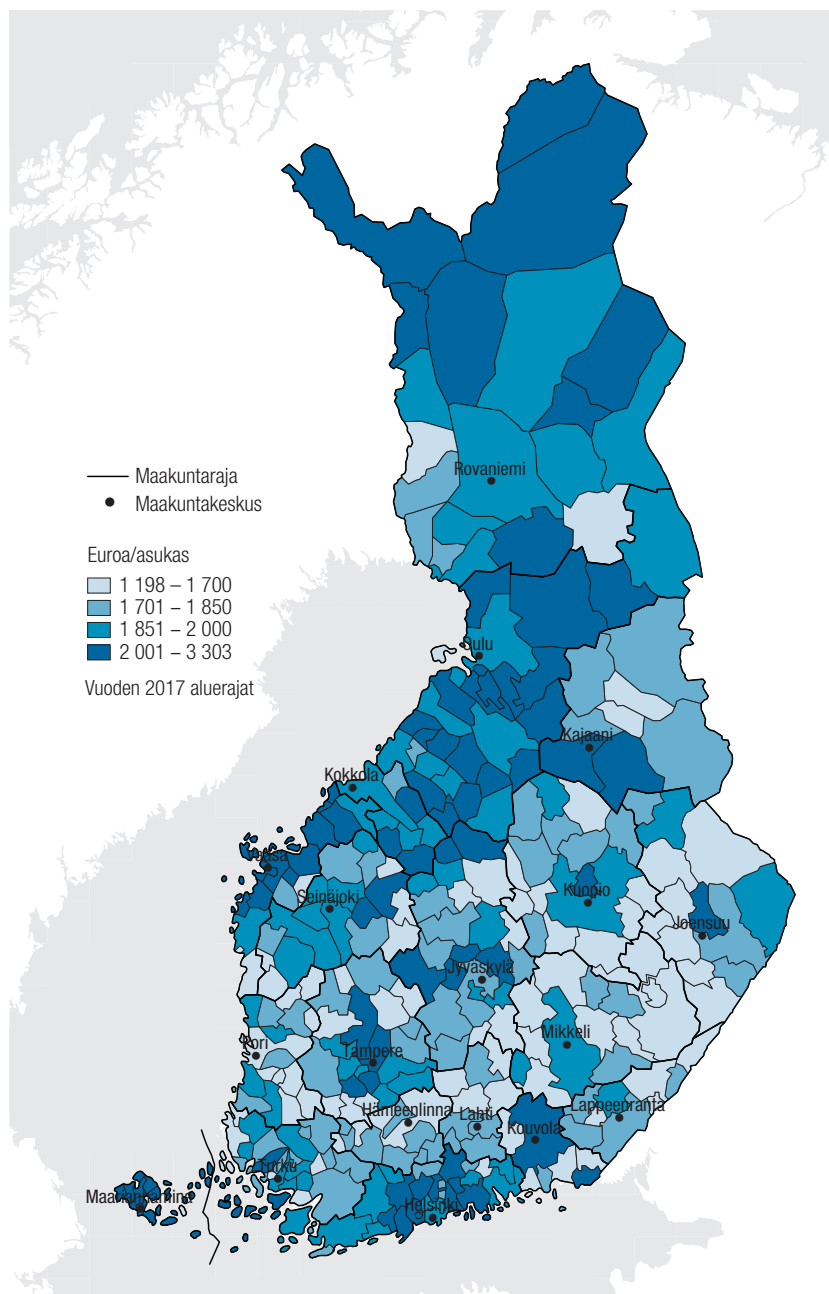 Maakuntaraja
Rovaniemi
Maakuntakeskus
Euroa/asukas
1 198 – 1 700
1 701 – 1 850
1 851 – 2 000
2 001 – 3 303
Oulu
Vuoden 2017 aluerajat
Kajaani
Kokkola
Vaasa
Kuopio
Seinäjoki
Joensuu
Jyväskylä
Mikkeli
Pori
Tampere
Hämeenlinna
Lahti
Lappeenranta
Kouvola
Turku
Maarianhamina
Helsinki